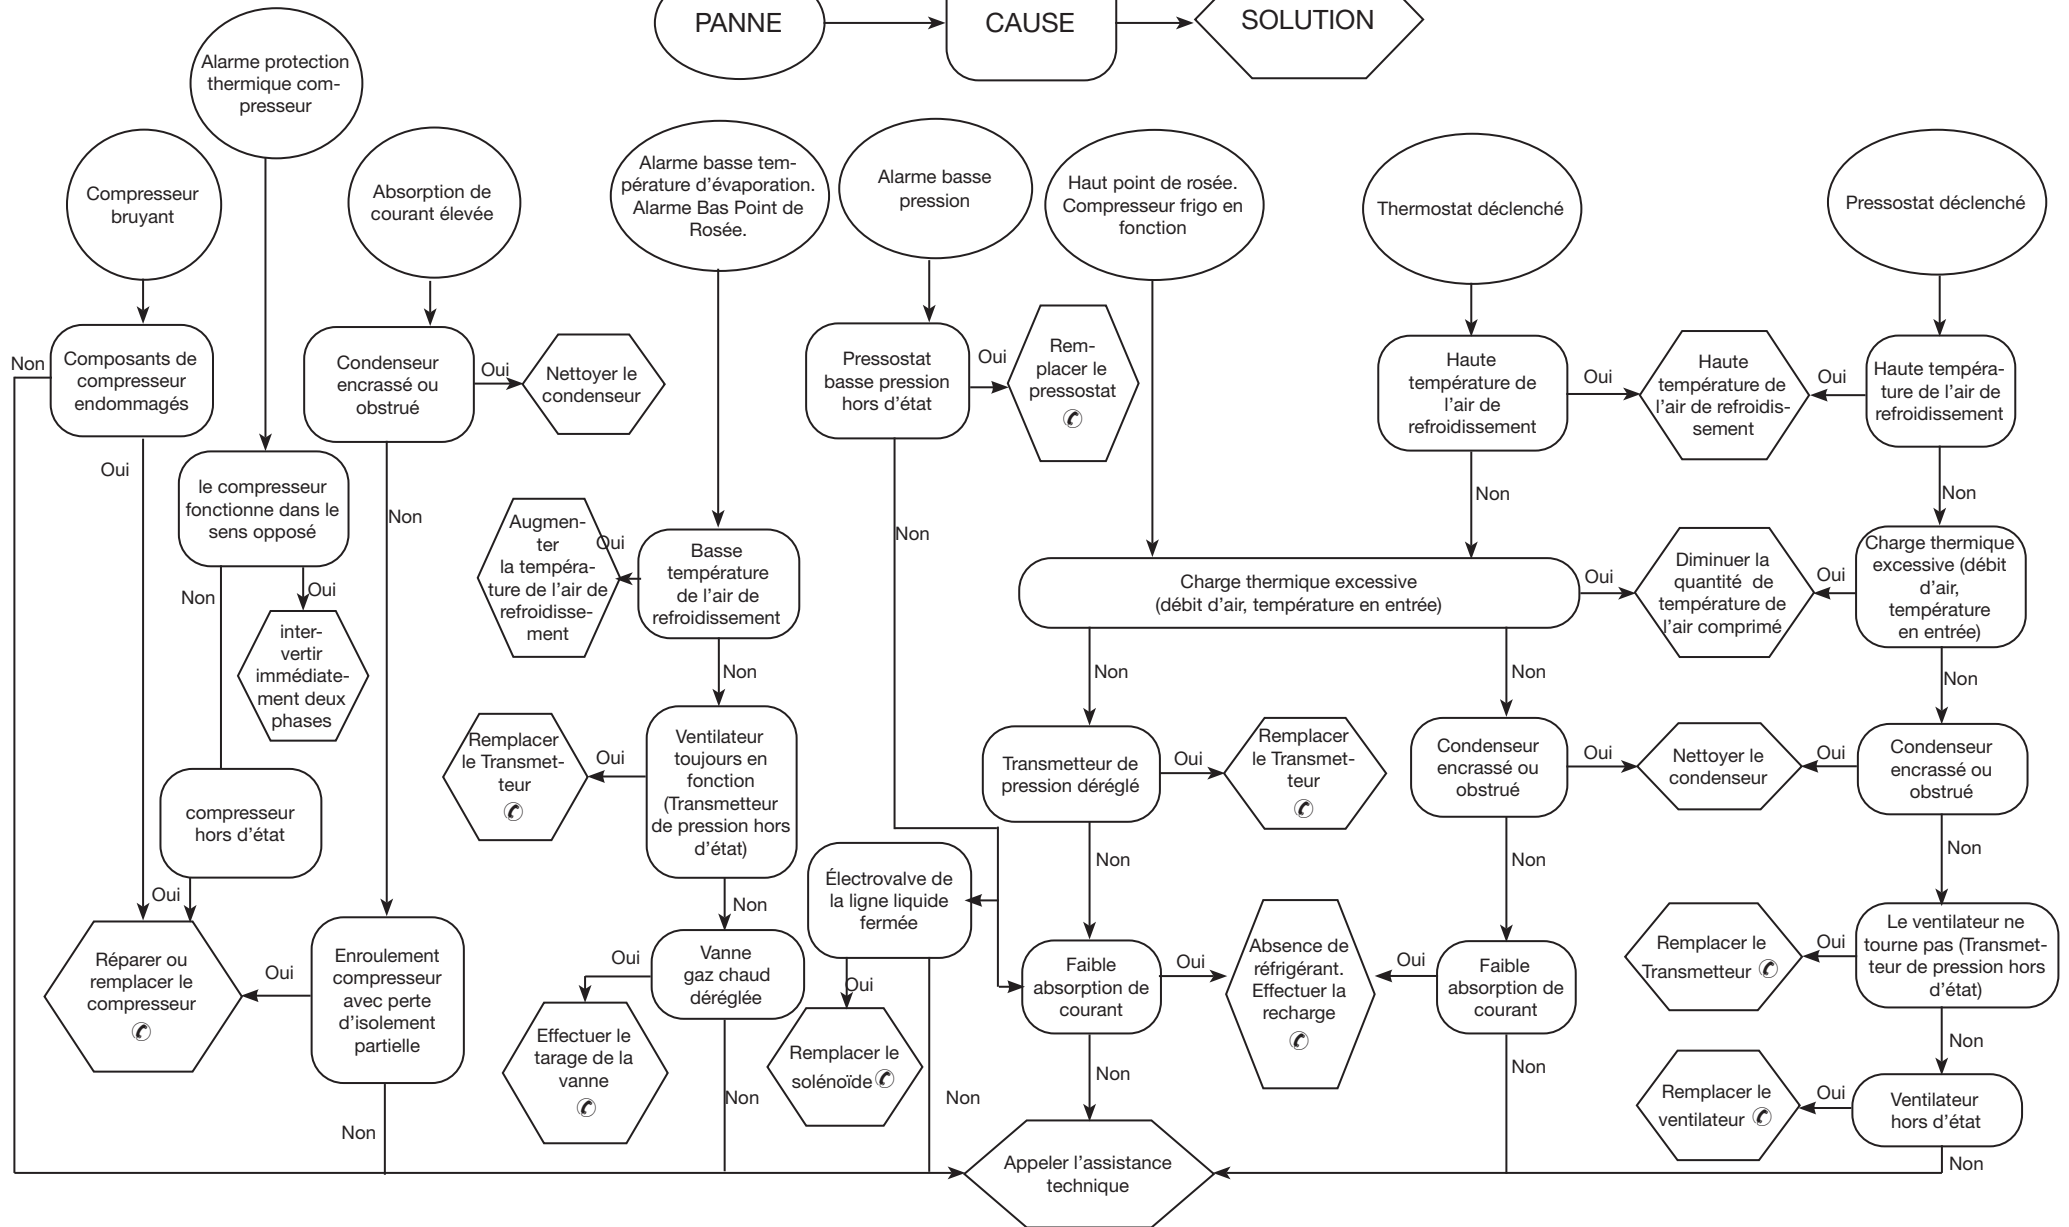 PANNE
CAUSE
SOLUTION
Alarme protection
thermique com-
presseur
Compresseur
bruyant
Absorption de
courant élevée
Alarme basse tem-
pérature d'évaporation.
Alarme Bas Point de
Rosée.
Alarme basse
pression
Haut point de rosée.
Compresseur frigo en
fonction
Thermostat déclenché
Pressostat déclenché
Non
Composants de
compresseur
endommagés
Oui
Condenseur
encrassé ou
obstrué
Oui
Nettoyer le
condenseur
Non
Pressostat
basse pression
hors d'état
Oui
Rem-
placer le
pressostat
✆
Non
Haute
température de
l'air de
refroidissement
Oui
Haute
température de
l'air de refroidis-
sement
Oui
Haute tempéra-
ture de l'air de
refroidissement
Non
Non
le compresseur
fonctionne dans le
sens opposé
Non
Oui
inter-
vertir
immédiate-
ment deux
phases
Augmen-
ter
la tempéra-
ture de l'air de
refroidisse-
ment
Oui
Basse
température
de l'air de
refroidissement
Non
Charge thermique excessive
(débit d'air, température en entrée)
Oui
Diminuer la
quantité de
température de
l'air comprimé
Oui
Charge thermique
excessive (débit
d'air,
température
en entrée)
Non
Non
Non
compresseur
hors d'état
Oui
Remplacer
le Transmet-
teur
✆
Oui
Ventilateur
toujours en
fonction
(Transmetteur
de pression hors
d'état)
Non
Transmetteur de
pression déréglé
Oui
Remplacer
le Transmet-
teur
✆
Non
Condenseur
encrassé ou
obstrué
Oui
Nettoyer le
condenseur
Oui
Condenseur
encrassé ou
obstrué
Non
Non
Réparer ou
remplacer le
compresseur
✆
Oui
Enroulement
compresseur
avec perte
d'isolement
partielle
Non
Oui
Vanne
gaz chaud
déréglée
Effectuer le
tarage de la
vanne
✆
Non
Électrovalve de
la ligne liquide
fermée
Oui
Remplacer le
solénoïde ✆
Non
Faible
absorption de
courant
Oui
Absence de
réfrigérant.
Effectuer la
recharge
✆
Oui
Faible
absorption de
courant
Non
Non
Remplacer le
Transmetteur ✆
Oui
Le ventilateur ne
tourne pas (Transmet-
teur de pression hors
d'état)
Non
Remplacer le
ventilateur ✆
Oui
Ventilateur
hors d'état
Non
Appeler l'assistance
technique